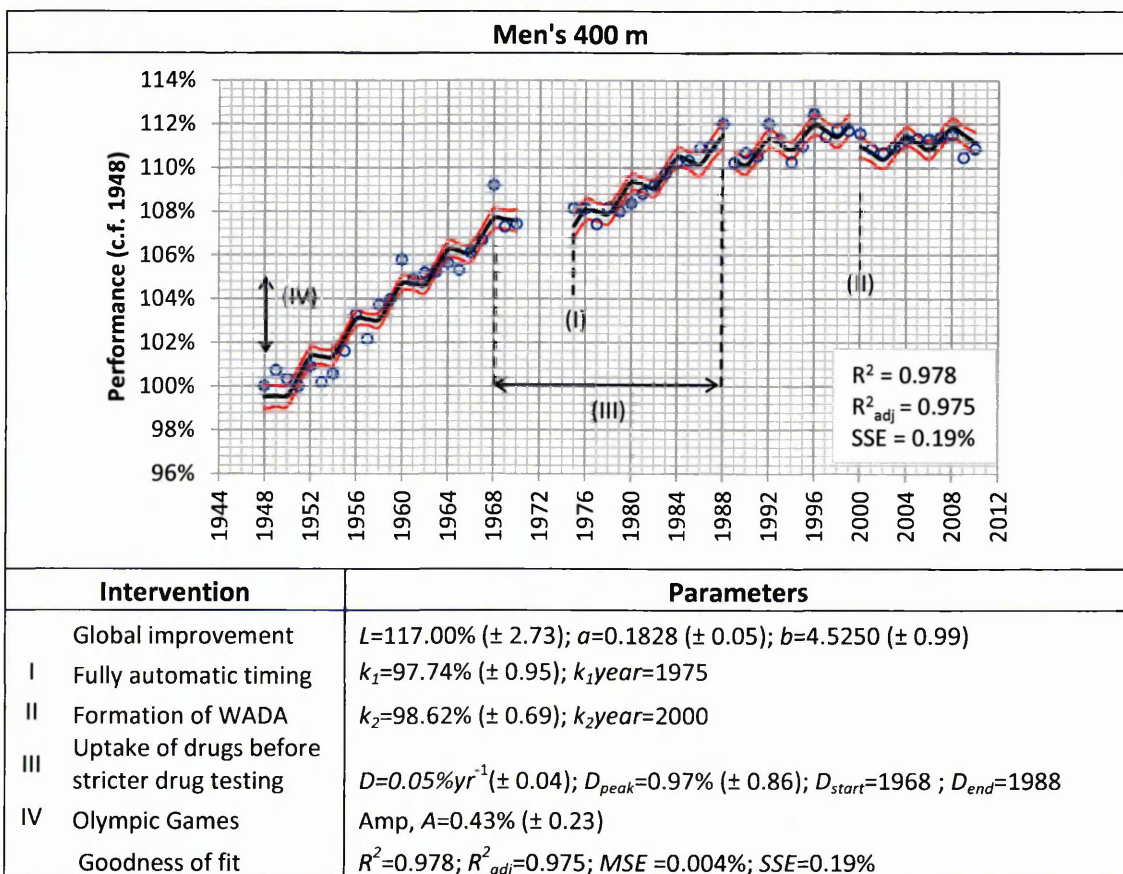 Men's 400 m
Performance (c.f. 1948)
114%
112%
110%
108%
106%
104%
102%
100%
98%
96%
(IV)
(I)
(II)
(III)
R² = 0.978
R²adj = 0.975
SSE = 0.19%
1944 1948 1952 1956 1960 1964 1968 1972 1976 1980 1984 1988 1992 1996 2000 2004 2008 2012
Intervention Parameters
Global improvement L=117.00% (± 2.73); a=0.1828 (± 0.05); b=4.5250 (± 0.99)
I Fully automatic timing k₁=97.74% (± 0.95); k₁year=1975
II Formation of WADA k₂=98.62% (± 0.69); k₂year=2000
III Uptake of drugs before
stricter drug testing D=0.05%yr⁻¹(± 0.04); Dpeak=0.97% (± 0.86); Dstart=1968 ; Dend=1988
IV Olympic Games Amp, A=0.43% (± 0.23)
Goodness of fit R²=0.978; R²adj=0.975; MSE =0.004%; SSE=0.19%